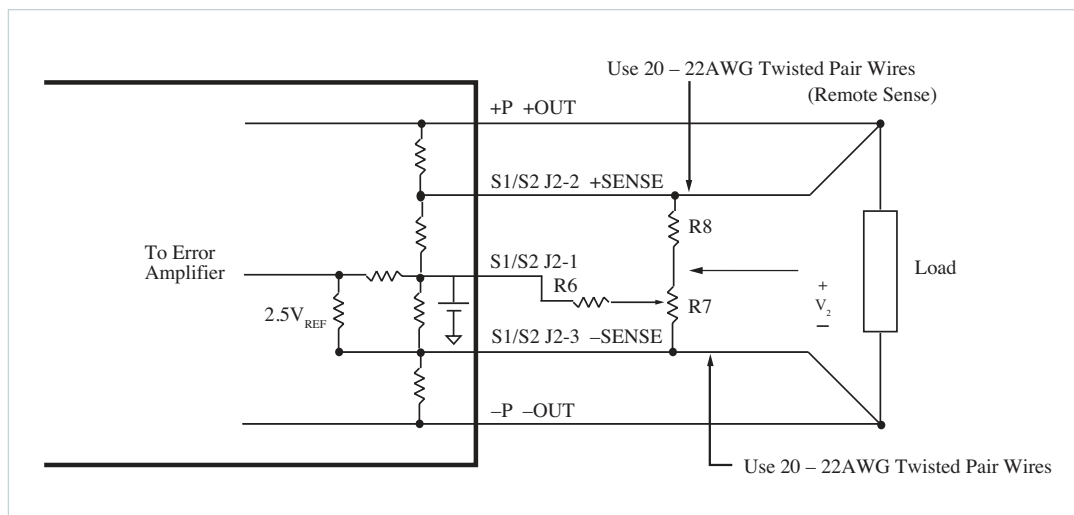 Use 20 – 22AWG Twisted Pair Wires
(Remote Sense)
+P +OUT
S1/S2 J2-2 +SENSE
R8
To Error
Amplifier
S1/S2 J2-1
R6
R7
+
V2
–
Load
2.5VREF
S1/S2 J2-3 –SENSE
–P –OUT
Use 20 – 22AWG Twisted Pair Wires